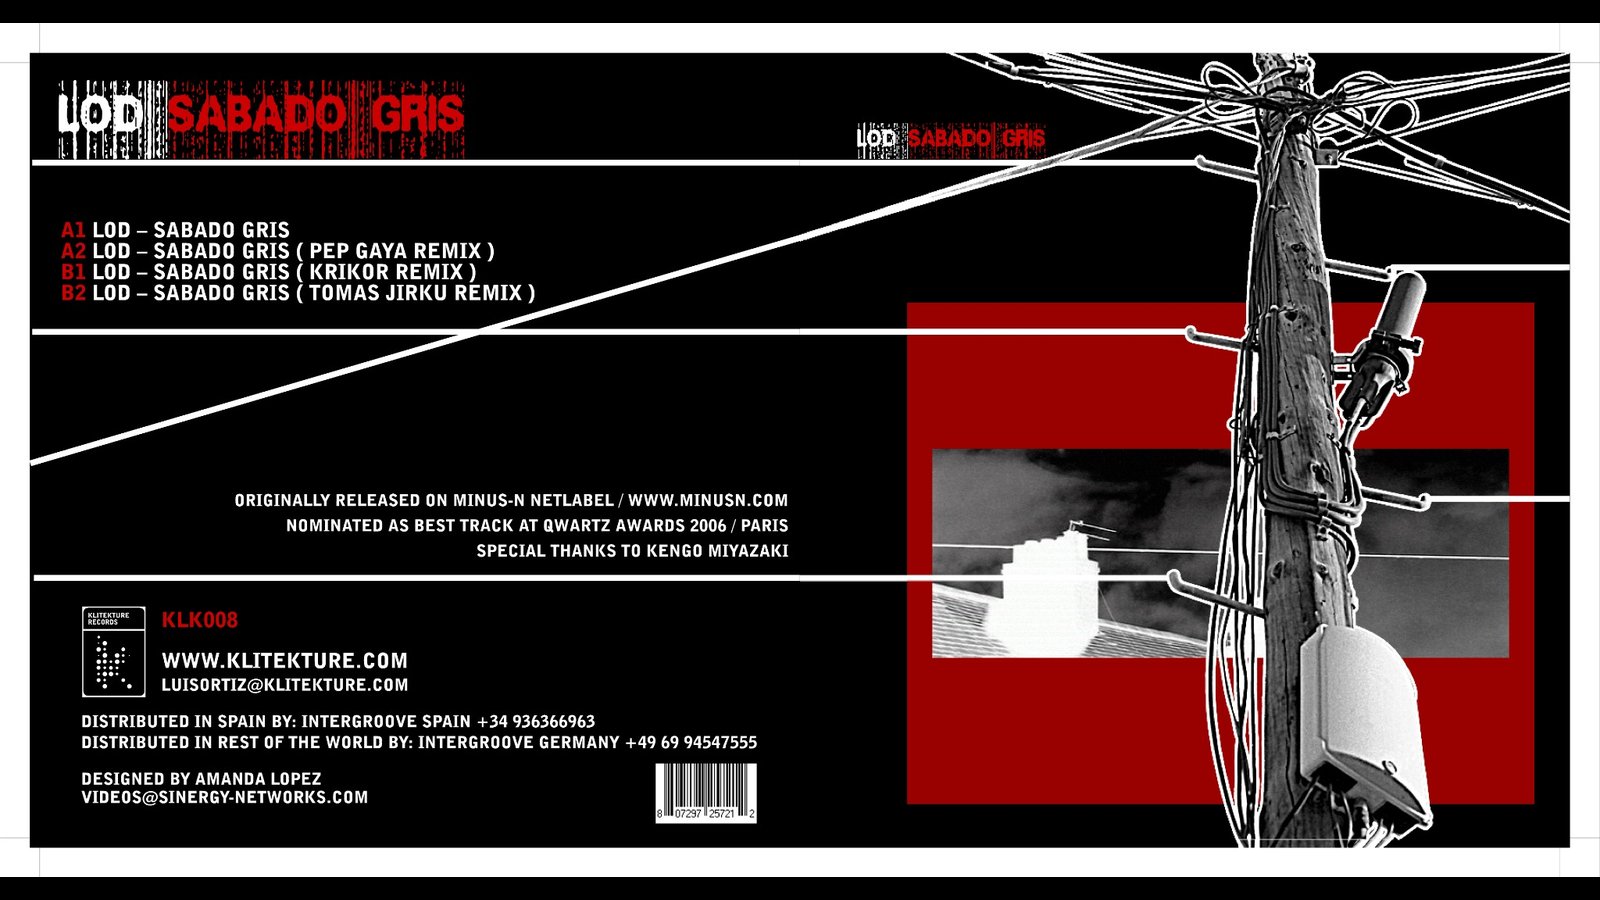 LOD SABADO GRIS
LOD SABADO GRIS
A1 LOD – SABADO GRIS
A2 LOD – SABADO GRIS ( PEP GAYA REMIX )
B1 LOD – SABADO GRIS ( KRIKOR REMIX )
B2 LOD – SABADO GRIS ( TOMAS JIRKU REMIX )
ORIGINALLY RELEASED ON MINUS-N NETLABEL / WWW.MINUSN.COM
NOMINATED AS BEST TRACK AT QWARTZ AWARDS 2006 / PARIS
SPECIAL THANKS TO KENGO MIYAZAKI
KLITEKTURE
RECORDS
k
KLK008
WWW.KLITEKTURE.COM
LUISORTIZ@KLITEKTURE.COM
DISTRIBUTED IN SPAIN BY: INTERGROOVE SPAIN +34 936366963
DISTRIBUTED IN REST OF THE WORLD BY: INTERGROOVE GERMANY +49 69 94547555
DESIGNED BY AMANDA LOPEZ
VIDEOS@SINERGY-NETWORKS.COM
8 07297 25721 2